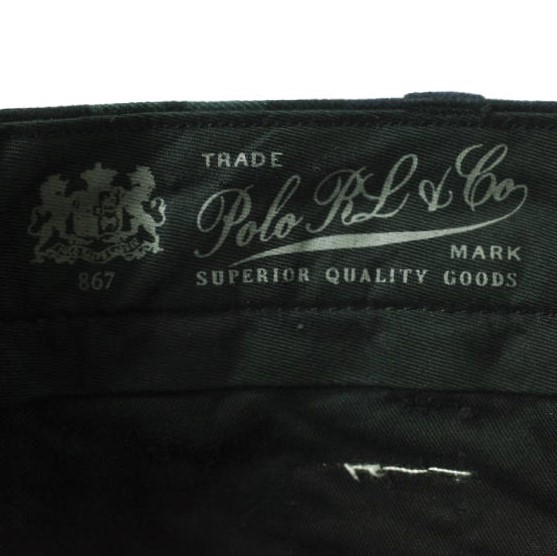 TRADE
Polo RL & Co
MARK
867
SUPERIOR QUALITY GOODS